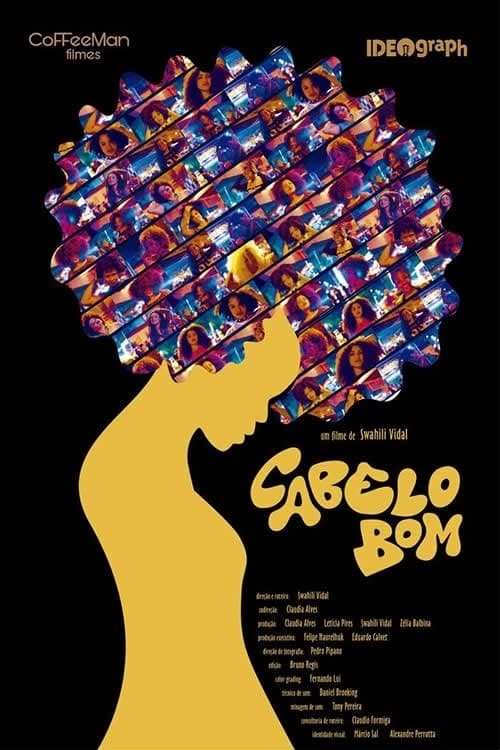 CoFFeeMan
filmes
IDEOgraph
um filme de Swahili Vidal
CABELO
BOM
direção e roteiro: Swahili Vidal
codireção: Claudia Alves
produção: Claudia Alves Leticia Pires Swahili Vidal Zélia Balbina
produção executiva: Felipe Haurelhuk Eduardo Calvet
direção de fotografia: Pedro Pipano
edição: Bruno Regis
color grading: Fernando Lui
técnico de som: Daniel Brooking
mixagem de som: Tony Pereira
consultoria de roteiro: Claudia Formiga
identidade visual: Márcio Sal Alexandre Perrotta